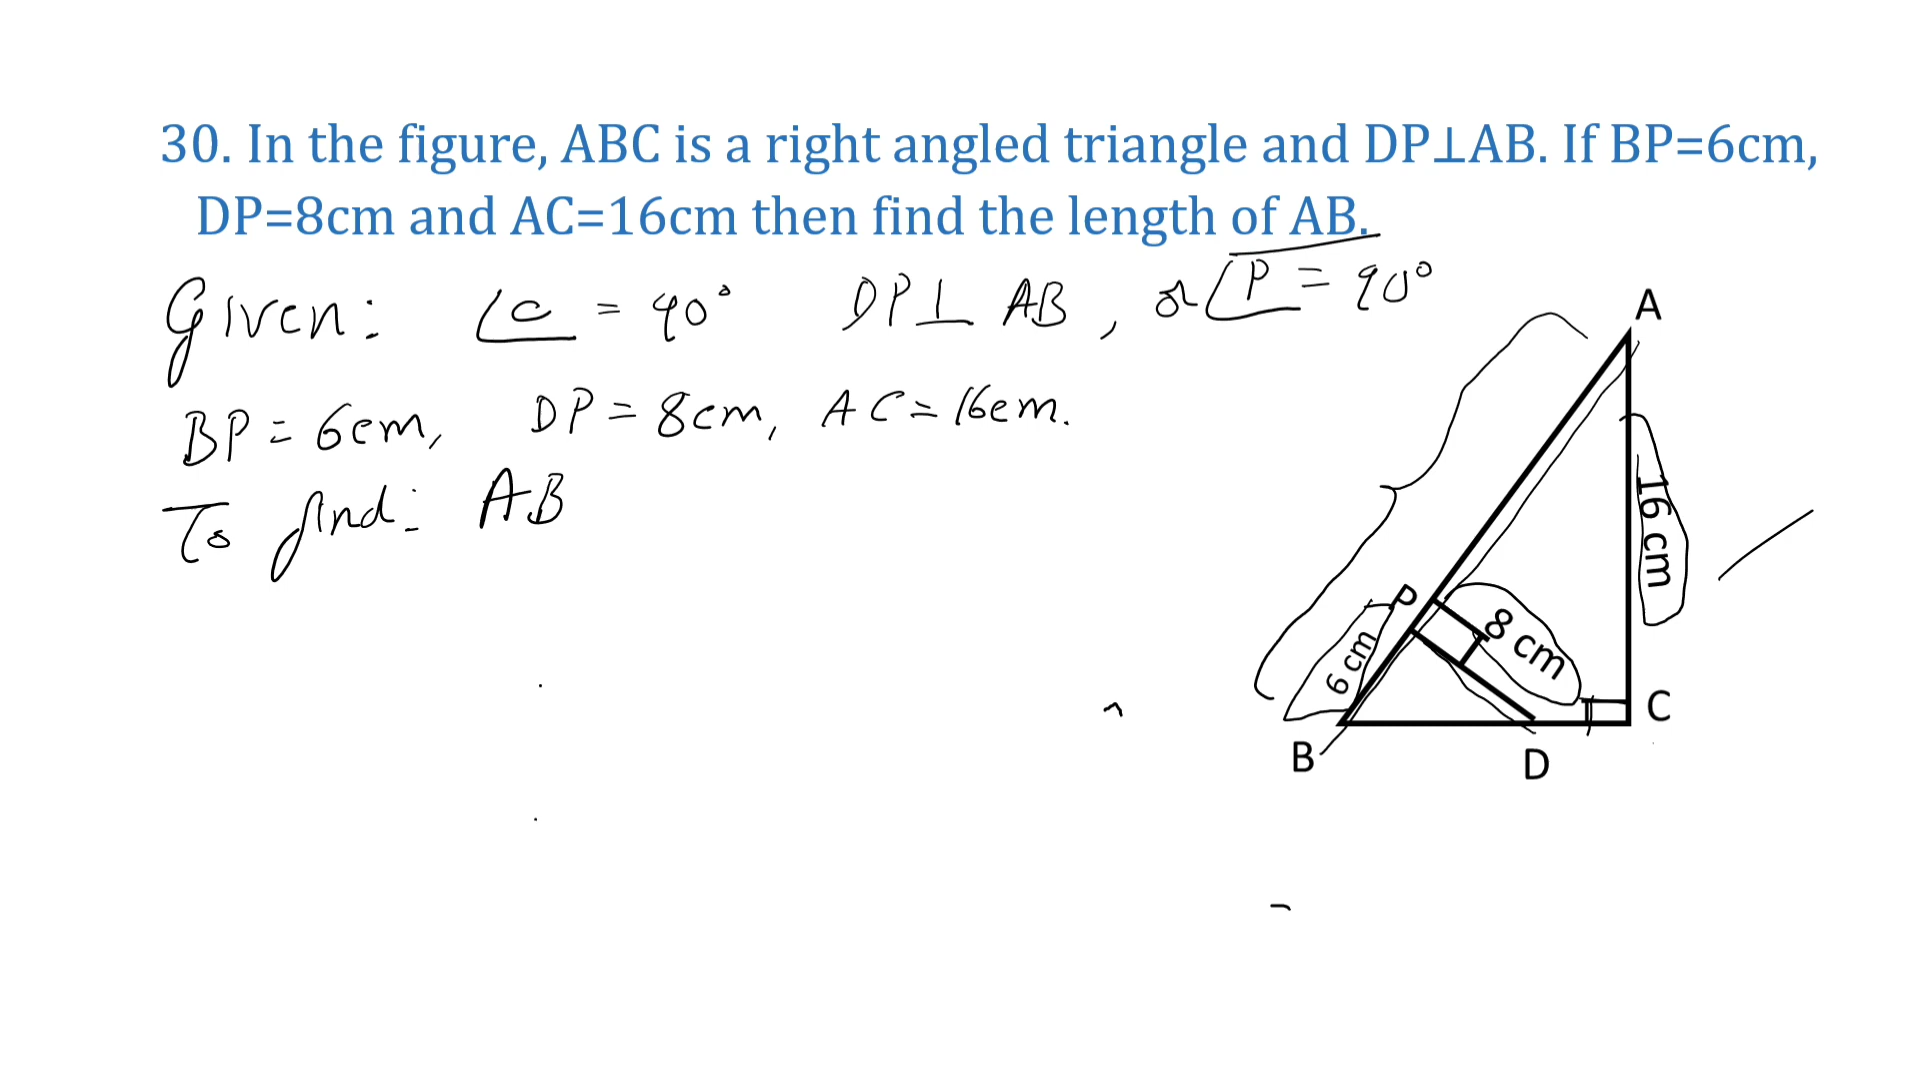 30. In the figure, ABC is a right angled triangle and DP⊥AB. If BP=6cm,
DP=8cm and AC=16cm then find the length of AB.
Given: ∠C = 90° DP⊥ AB, or ∠P = 90°
BP = 6cm, DP = 8cm, AC = 16cm.
To find: AB
A
16 cm
P
8 cm
6 cm
C
B
D